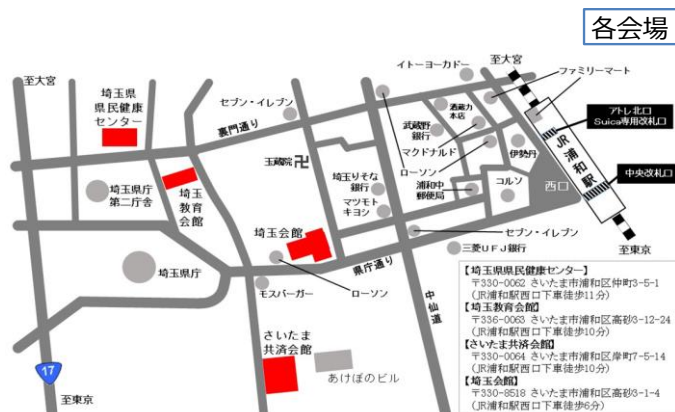 各会場
至大宮
至大宮
イトーヨーカドー
ファミリーマート
埼玉県
県民健康
センター
セブン・イレブン
裏門通り
武蔵野
銀行
酒蔵力
本店
アトレ北口
Suica専用改札口
マクドナルド
伊勢丹
JR浦和駅
玉蔵院
卍
ローソン
埼玉県庁
第二庁舎
埼玉
教育
会館
埼玉りそな
銀行
浦和中
郵便局
コルソ
西口
中央改札口
マツモト
キヨシ
埼玉会館
セブン・イレブン
三菱UFJ銀行
至東京
埼玉県庁
県庁通り
モスバーガー
ローソン
中仙道
さいたま
共済会館
あけぼのビル
17
至東京
【埼玉県県民健康センター】
〒330-0062 さいたま市浦和区仲町3-5-1
(JR浦和駅西口下車徒歩11分)
【埼玉教育会館】
〒336-0063 さいたま市浦和区高砂3-12-24
(JR浦和駅西口下車徒歩10分)
【さいたま共済会館】
〒330-0064 さいたま市浦和区岸町7-5-14
(JR浦和駅西口下車徒歩10分)
【埼玉会館】
〒330-8518 さいたま市浦和区高砂3-1-4
(JR浦和駅西口下車徒歩6分)